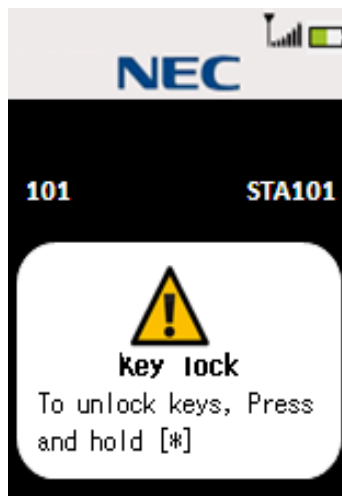 NEC
101 STA101
Key lock
To unlock keys, Press
and hold [*]